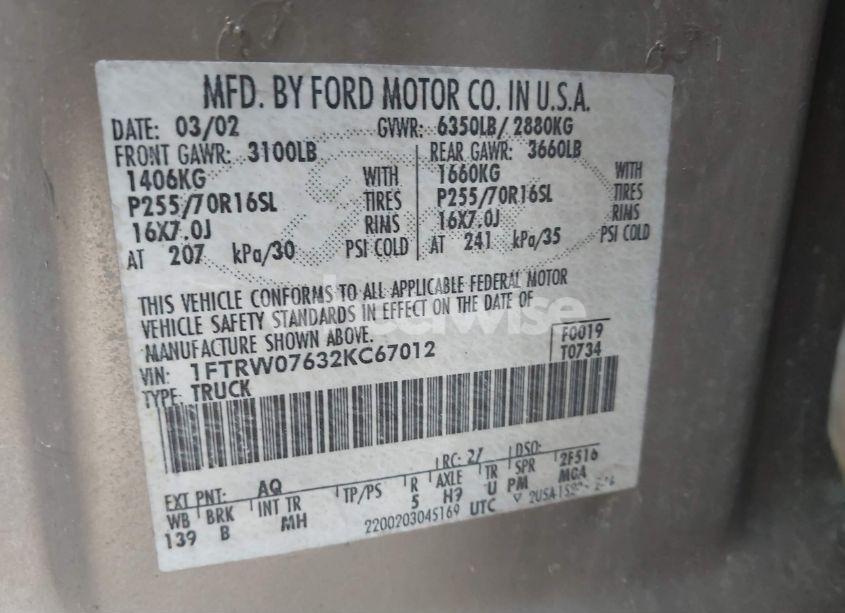 MFD. BY FORD MOTOR CO. IN U.S.A.
DATE: 03/02 GVWR: 6350LB/ 2880KG
FRONT GAWR: 3100LB REAR GAWR: 3660LB
1406KG WITH 1660KG WITH
P255/70R16SL TIRES P255/70R16SL TIRES
16X7.0J RIMS 16X7.0J RIMS
AT 207 kPa/30 PSI COLD AT 241 kPa/35 PSI COLD
THIS VEHICLE CONFORMS TO ALL APPLICABLE FEDERAL MOTOR
VEHICLE SAFETY STANDARDS IN EFFECT ON THE DATE OF
MANUFACTURE SHOWN ABOVE.
VIN: 1FTRW07632KC67012 F0019
TYPE: TRUCK T0734
EXT PNT: AQ RC: 27 DSO:
WB BRK INT TR TP/PS R AXLE TR SPR 2F516
139 B MH 5 H9 U PM MCA
2200203045169 UTC